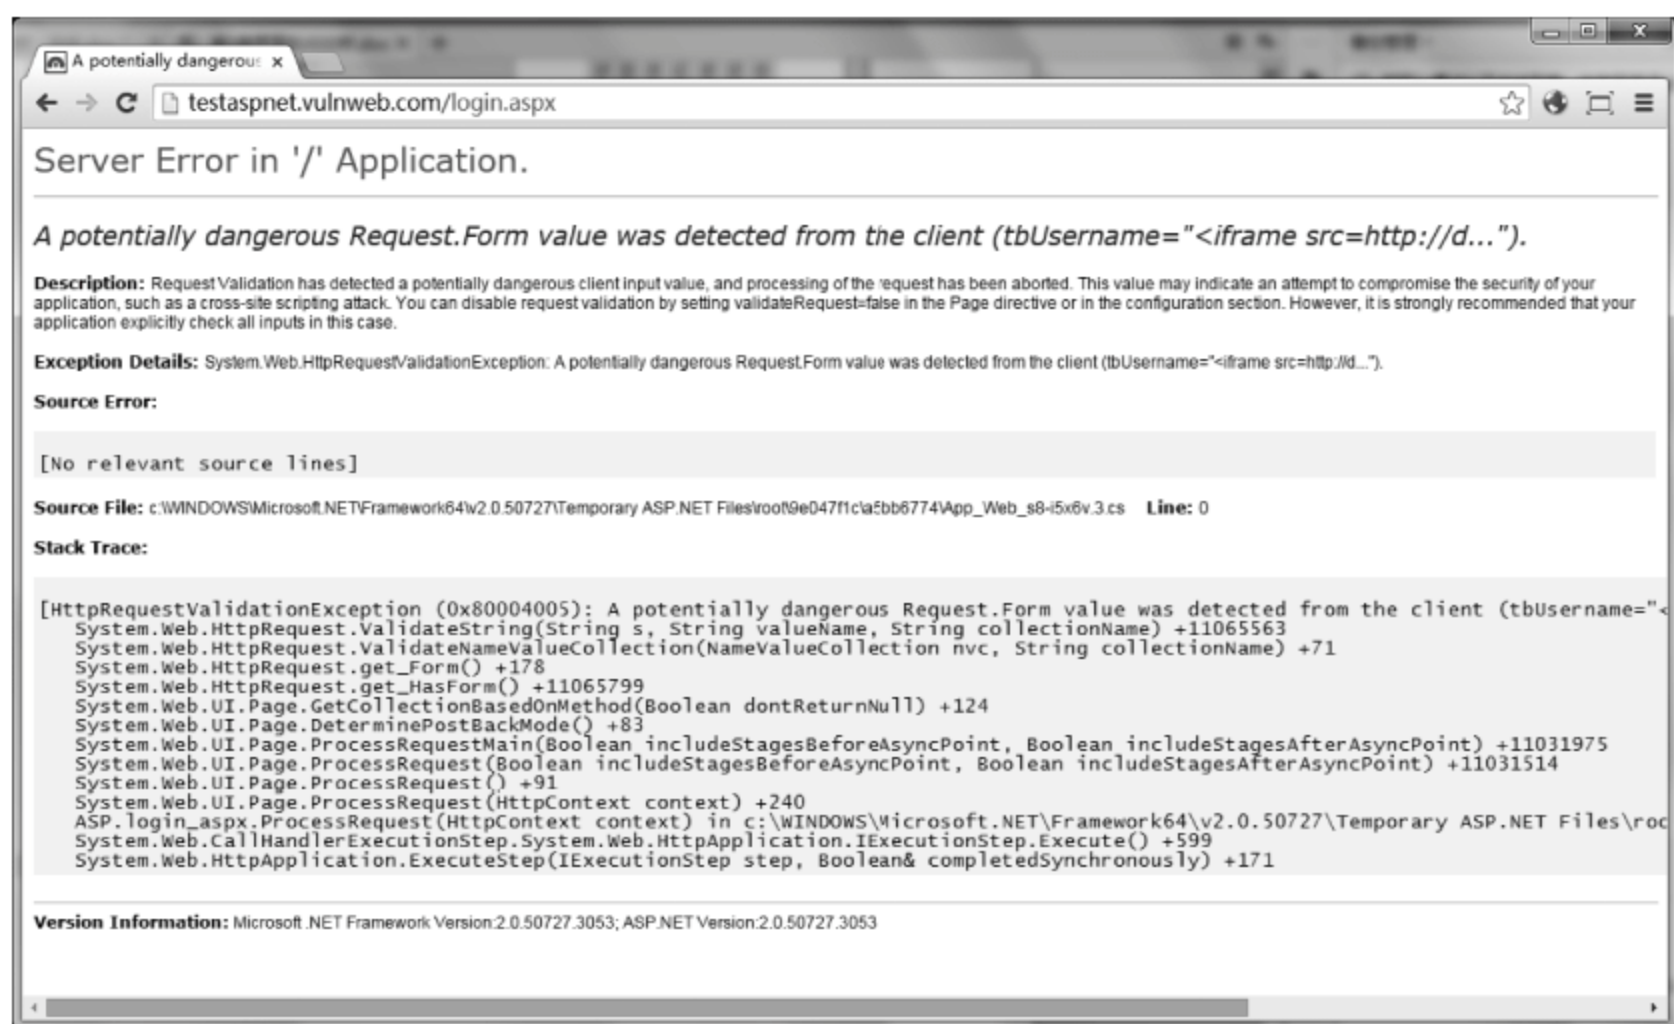 A potentially dangerous
testaspnet.vulnweb.com/login.aspx
Server Error in '/' Application.
A potentially dangerous Request.Form value was detected from the client (tbUsername="<iframe src=http://d...").
Description: Request Validation has detected a potentially dangerous client input value, and processing of the request has been aborted. This value may indicate an attempt to compromise the security of your
application, such as a cross-site scripting attack. You can disable request validation by setting validateRequest=false in the Page directive or in the configuration section. However, it is strongly recommended that your
application explicitly check all inputs in this case.
Exception Details: System.Web.HttpRequestValidationException: A potentially dangerous Request.Form value was detected from the client (tbUsername="<iframe src=http://d...").
Source Error:
[No relevant source lines]
Source File: c:\WINDOWS\Microsoft.NET\Framework64\v2.0.50727\Temporary ASP.NET Files\root\9e047f1c\a5bb6774\App_Web_s8-i5x6v.3.cs Line: 0
Stack Trace:
[HttpRequestValidationException (0x80004005): A potentially dangerous Request.Form value was detected from the client (tbUsername="<
System.Web.HttpRequest.ValidateString(String s, String valueName, String collectionName) +11065563
System.Web.HttpRequest.ValidateNameValueCollection(NameValueCollection nvc, String collectionName) +71
System.Web.HttpRequest.get_Form() +178
System.Web.HttpRequest.get_HasForm() +11065799
System.Web.UI.Page.GetCollectionBasedOnMethod(Boolean dontReturnNull) +124
System.Web.UI.Page.DeterminePostBackMode() +83
System.Web.UI.Page.ProcessRequestMain(Boolean includeStagesBeforeAsyncPoint, Boolean includeStagesAfterAsyncPoint) +11031975
System.Web.UI.Page.ProcessRequest(Boolean includeStagesBeforeAsyncPoint, Boolean includeStagesAfterAsyncPoint) +11031514
System.Web.UI.Page.ProcessRequest() +91
System.Web.UI.Page.ProcessRequest(HttpContext context) +240
ASP.login_aspx.ProcessRequest(HttpContext context) in c:\WINDOWS\Microsoft.NET\Framework64\v2.0.50727\Temporary ASP.NET Files\roo
System.Web.CallHandlerExecutionStep.System.Web.HttpApplication.IExecutionStep.Execute() +599
System.Web.HttpApplication.ExecuteStep(IExecutionStep step, Boolean& completedSynchronously) +171
Version Information: Microsoft .NET Framework Version:2.0.50727.3053; ASP.NET Version:2.0.50727.3053